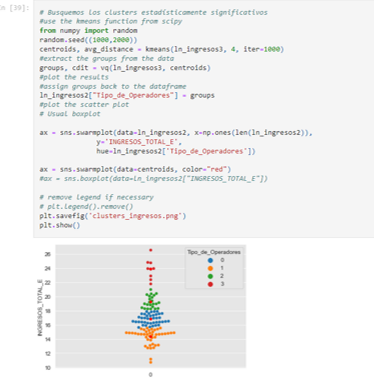 In [39]:
# Busquemos los clusters estadísticamente significativos
#use the kmeans function from scipy
from numpy import random
random.seed((1000,2000))
centroids, avg_distance = kmeans(ln_ingresos3, 4, iter=1000)
#extract the groups from the data
groups, cdit = vq(ln_ingresos3, centroids)
#plot the results
#assign groups back to the dataframe
ln_ingresos2["Tipo_de_Operadores"] = groups
#plot the scatter plot
# Usual boxplot
ax = sns.swarmplot(data=ln_ingresos2, x=np.ones(len(ln_ingresos2)),
y='INGRESOS_TOTAL_E',
hue=ln_ingresos2['Tipo_de_Operadores'])
ax = sns.swarmplot(data=centroids, color="red")
#ax = sns.boxplot(data=ln_ingresos2["INGRESOS_TOTAL_E"])
# remove legend if necessary
# plt.legend().remove()
plt.savefig('clusters_ingresos.png')
plt.show()
Tipo_de_Operadores
0
1
2
3
INGRESOS_TOTAL_E
26
24
22
20
18
16
14
12
10
0